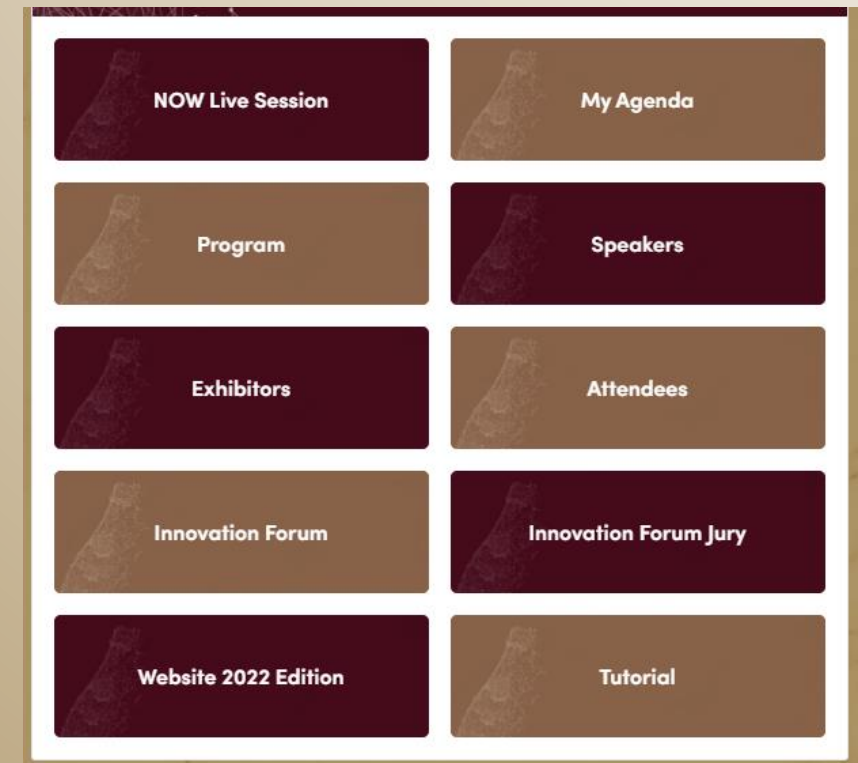 NOW Live Session
My Agenda
Program
Speakers
Exhibitors
Attendees
Innovation Forum
Innovation Forum Jury
Website 2022 Edition
Tutorial